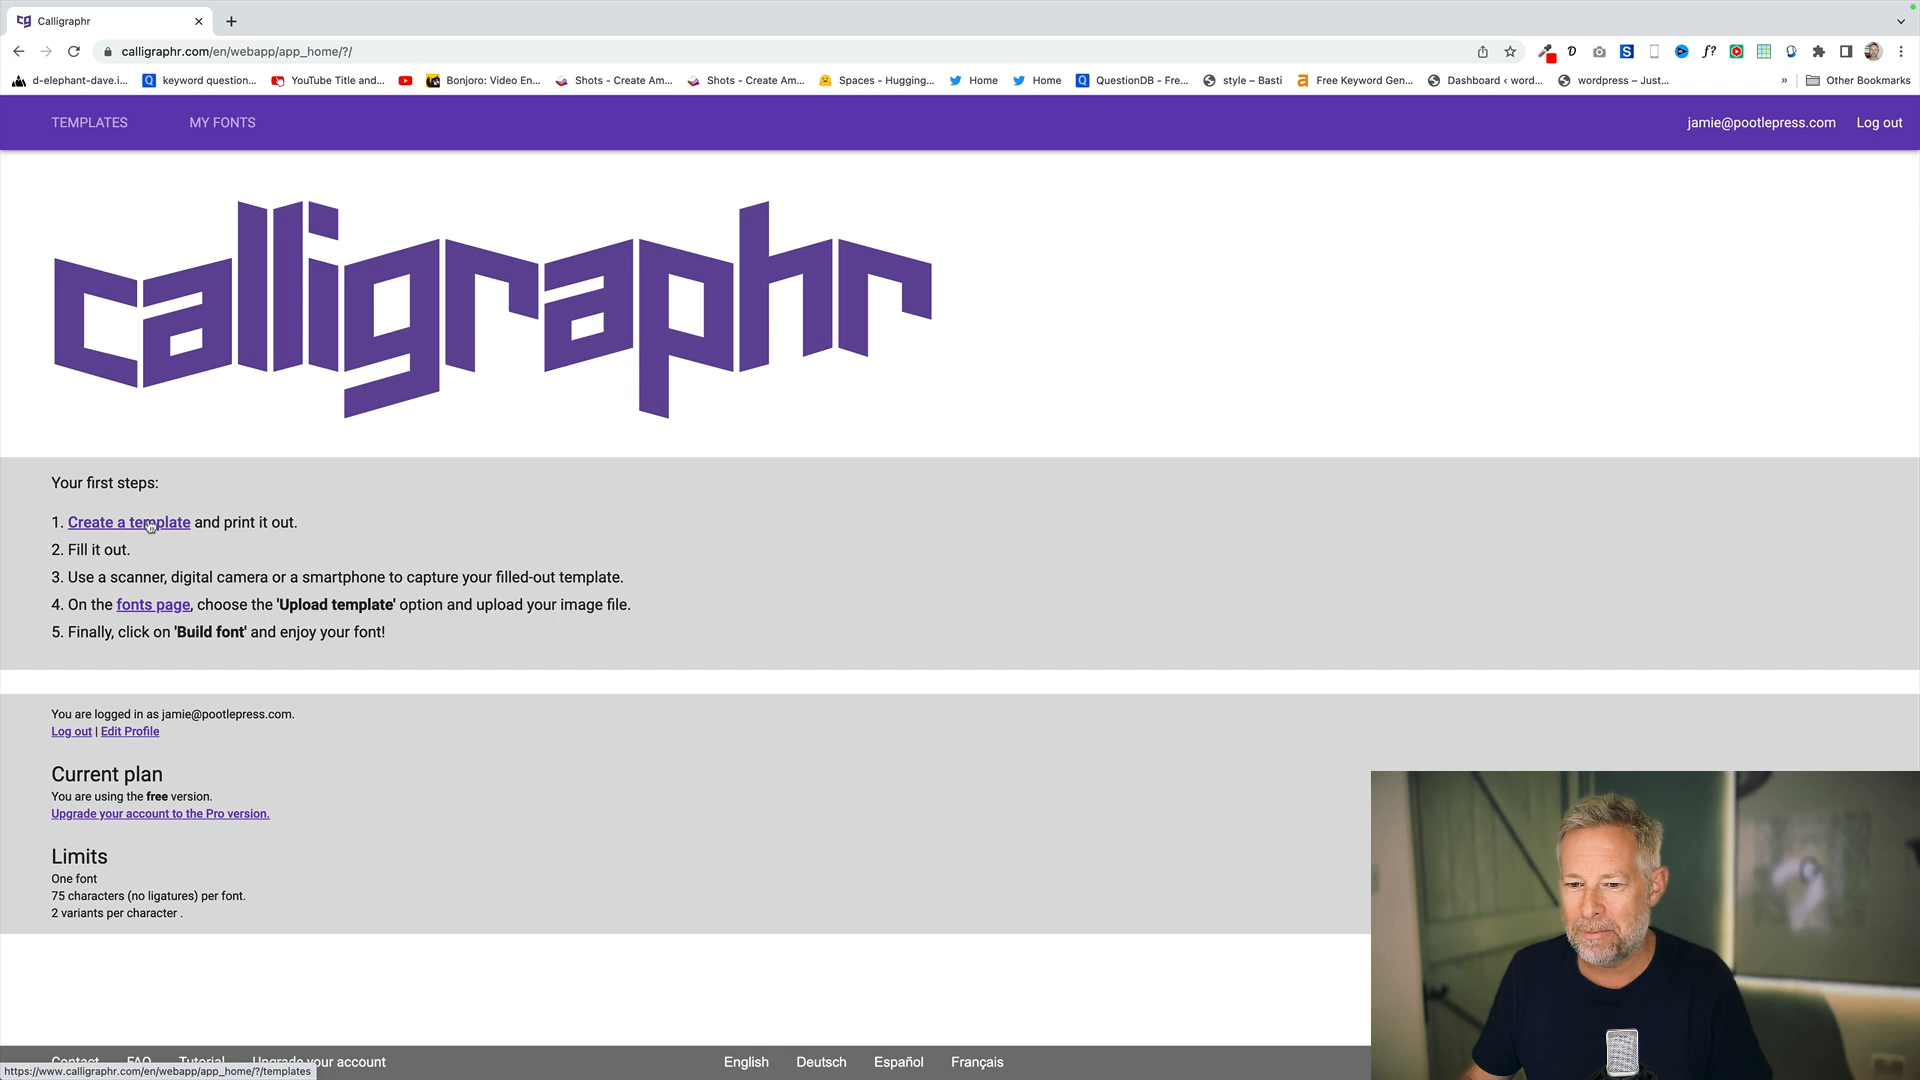 Calligraphr
calligraphr.com/en/webapp/app_home/?/
d-elephant-dave.i...
keyword question...
YouTube Title and...
Bonjoro: Video En...
Shots - Create Am...
Shots - Create Am...
Spaces - Hugging...
Home
Home
QuestionDB - Fre...
style – Basti
Free Keyword Gen...
Dashboard ‹ word...
wordpress – Just...
»
Other Bookmarks
TEMPLATES
MY FONTS
jamie@pootlepress.com
Log out
calligraphr
Your first steps:
1. Create a template and print it out.
2. Fill it out.
3. Use a scanner, digital camera or a smartphone to capture your filled-out template.
4. On the fonts page, choose the 'Upload template' option and upload your image file.
5. Finally, click on 'Build font' and enjoy your font!
You are logged in as jamie@pootlepress.com.
Log out | Edit Profile
Current plan
You are using the free version.
Upgrade your account to the Pro version.
Limits
One font
75 characters (no ligatures) per font.
2 variants per character .
Contact
FAQ
Tutorial
Upgrade your account
English
Deutsch
Español
Français
https://www.calligraphr.com/en/webapp/app_home/?/templates